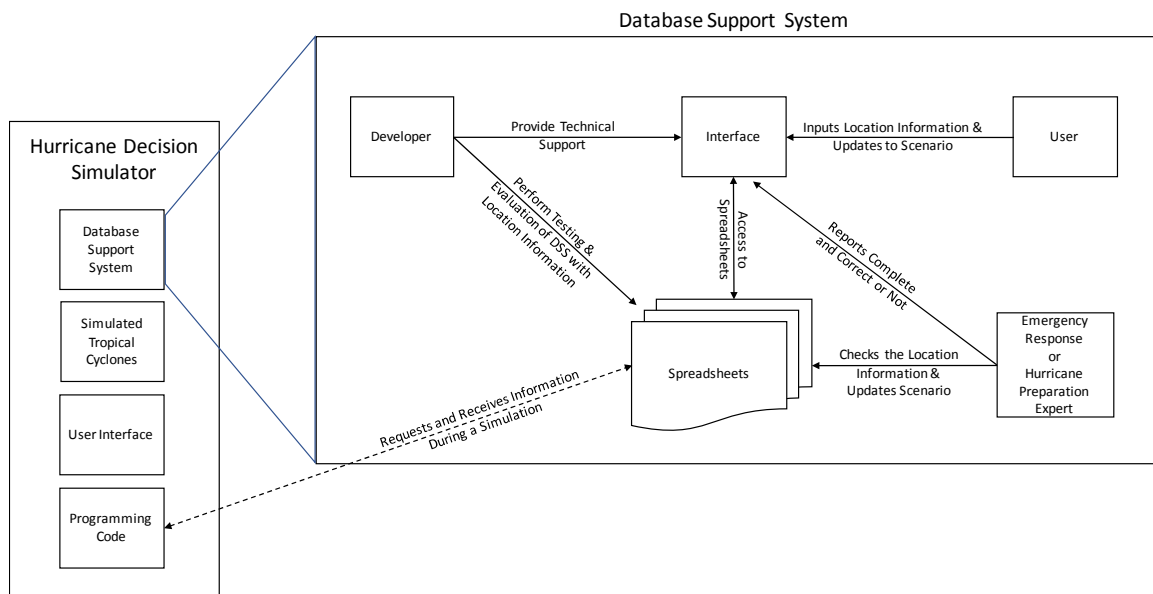 Database Support System
Hurricane Decision
Simulator
Database
Support
System
Simulated
Tropical
Cyclones
User Interface
Programming
Code
Developer
Provide Technical
Support
Interface
Inputs Location Information &
Updates to Scenario
User
Perform Testing &
Evaluation of DSS with
Location Information
Access to
Spreadsheets
Reports Complete
and Correct or Not
Spreadsheets
Checks the Location
Information &
Updates Scenario
Emergency
Response
or
Hurricane
Preparation
Expert
Requests and Receives Information
During a Simulation